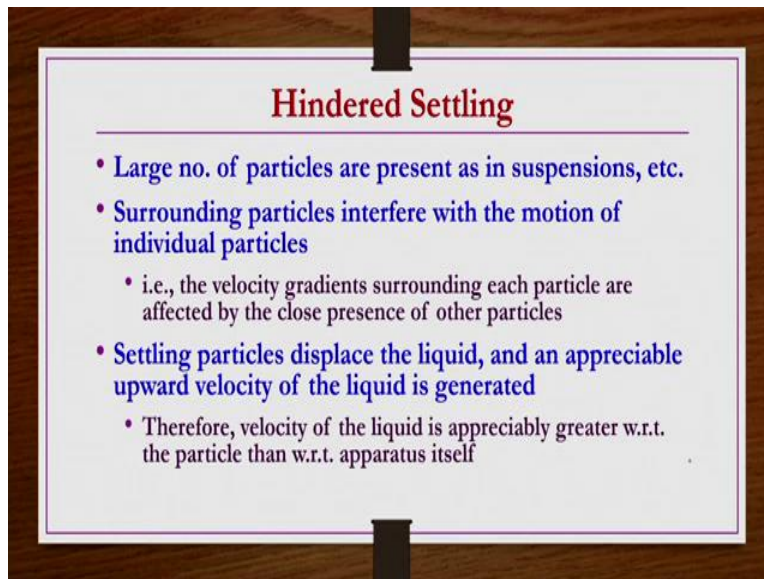 Hindered Settling
• Large no. of particles are present as in suspensions, etc.
• Surrounding particles interfere with the motion of
individual particles
• i.e., the velocity gradients surrounding each particle are
affected by the close presence of other particles
• Settling particles displace the liquid, and an appreciable
upward velocity of the liquid is generated
• Therefore, velocity of the liquid is appreciably greater w.r.t.
the particle than w.r.t. apparatus itself